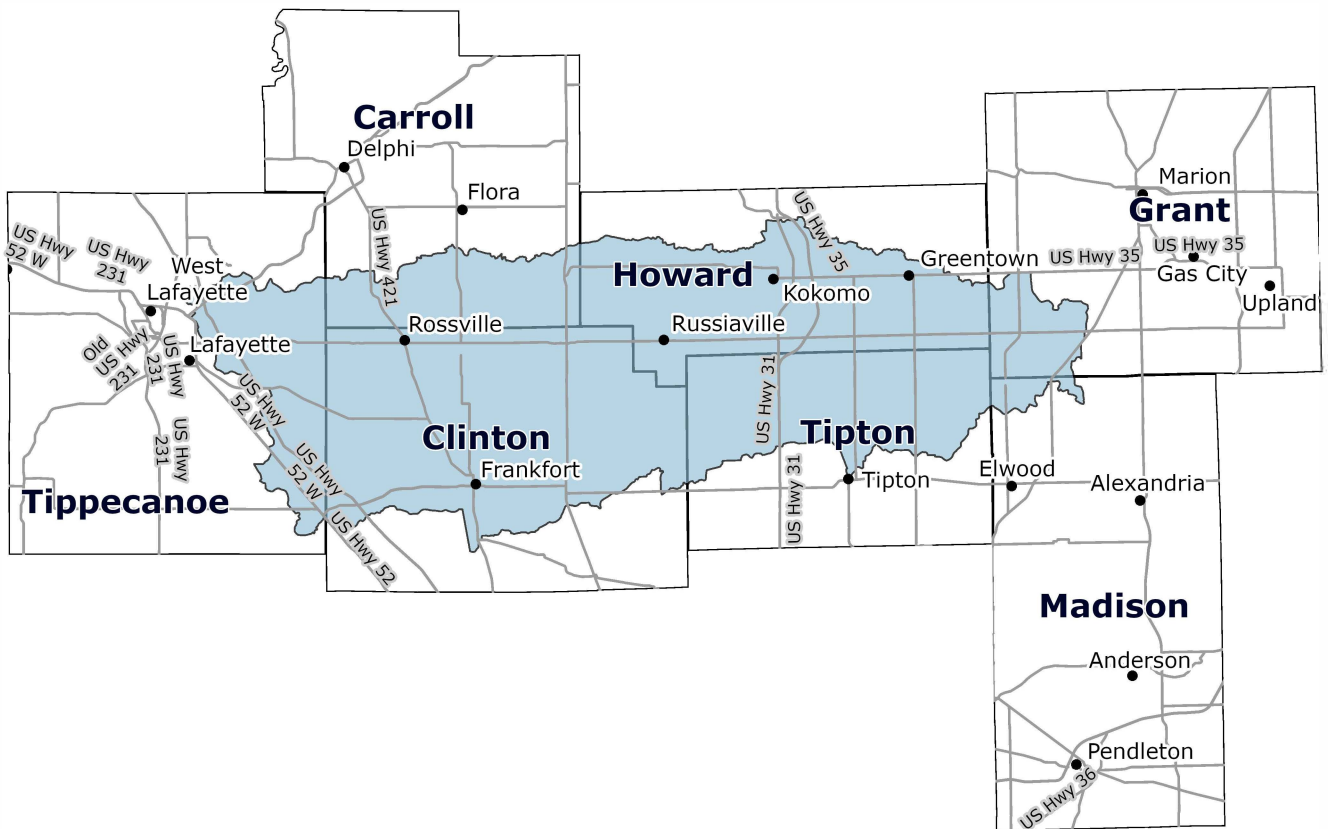 Carroll
Delphi
Flora
US Hwy 421
US Hwy
52 W
US Hwy
231
West
Lafayette
Lafayette
Old
US Hwy
231
US Hwy
231
US Hwy
231
US Hwy
52 W
US Hwy
52 W
US Hwy 52
Tippecanoe
Rossville
Clinton
Frankfort
Howard
Kokomo
US Hwy 35
Greentown
Russiaville
US Hwy 31
US Hwy 31
Tipton
Tipton
Marion
Grant
US Hwy 35
US Hwy 35
Gas City
Upland
Elwood
Alexandria
Madison
Anderson
Pendleton
US Hwy 36